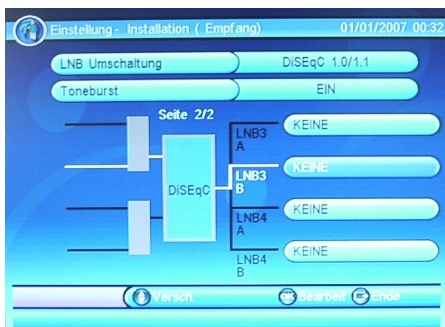 Einstellung - Installation ( Empfang) 01/01/2007 00:32
LNB Umschaltung DiSEqC 1.0/1.1
Toneburst EIN
Seite 2/2
DiSEqC
LNB3
A
KEINE
LNB3
B
KEINE
LNB4
A
KEINE
LNB4
B
KEINE
Versch. OK Bearbeit Ende